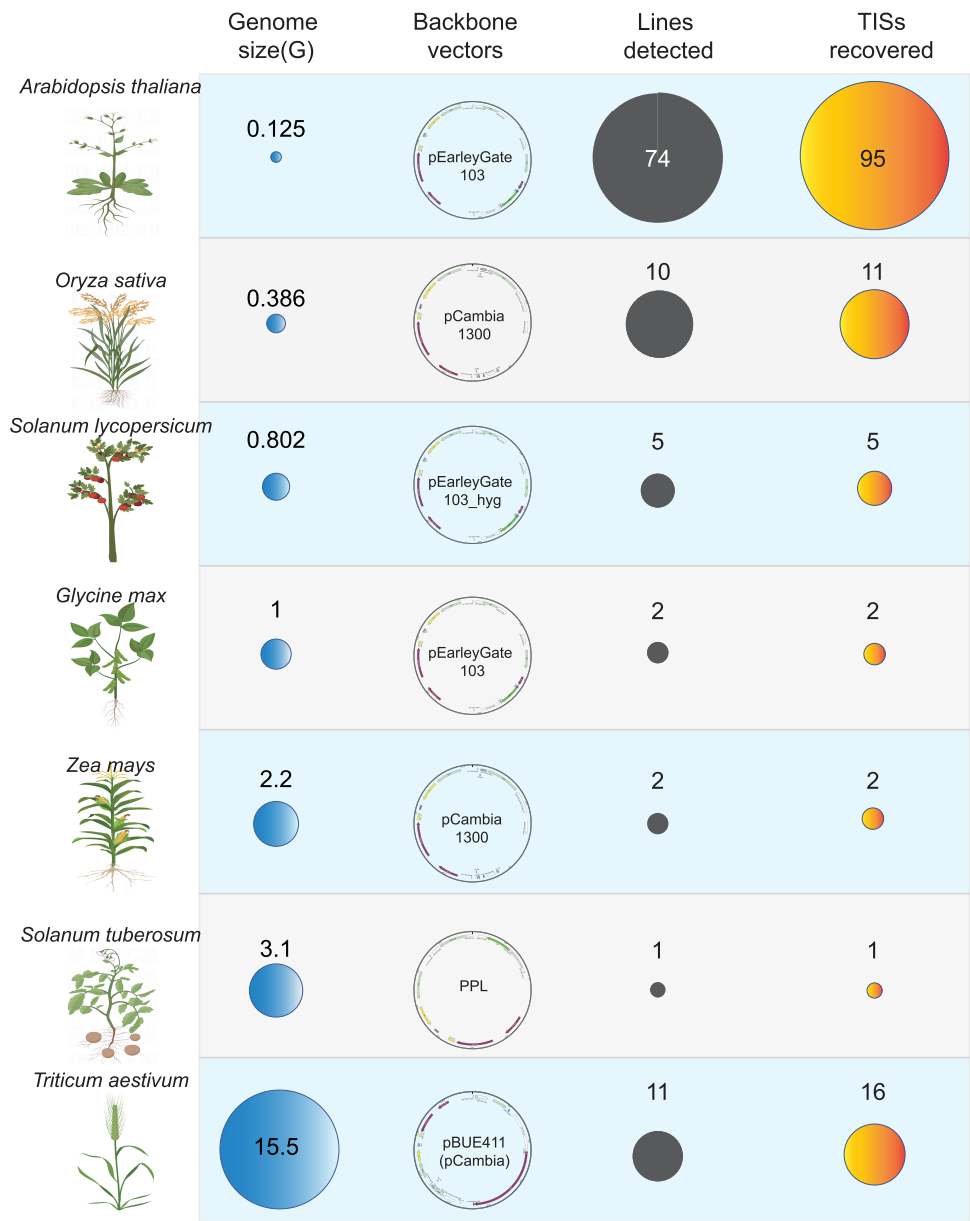 Genome
size(G)
Backbone
vectors
Lines
detected
TISs
recovered
Arabidopsis thaliana
0.125
pEarleyGate
103
74
95
Oryza sativa
0.386
pCambia
1300
10
11
Solanum lycopersicum
0.802
pEarleyGate
103_hyg
5
5
Glycine max
1
pEarleyGate
103
2
2
Zea mays
2.2
pCambia
1300
2
2
Solanum tuberosum
3.1
PPL
1
1
Triticum aestivum
15.5
pBUE411
(pCambia)
11
16